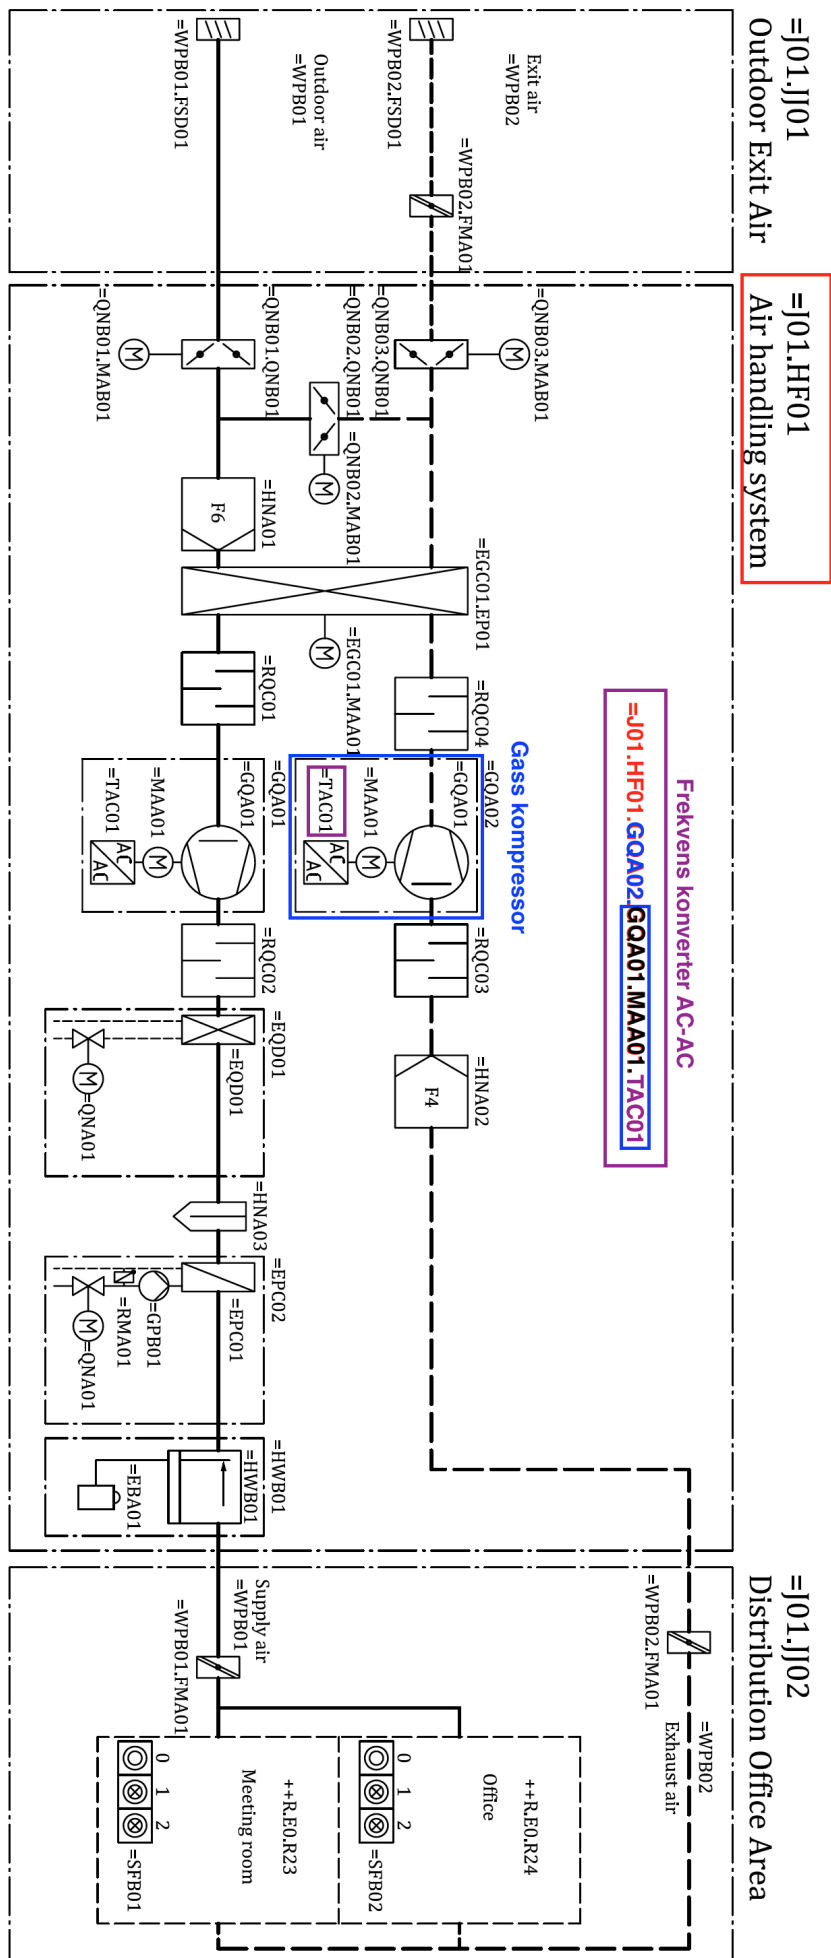 =J01.JJ01
Outdoor Exit Air
=J01.HF01
Air handling system
=J01.JJ02
Distribution Office Area
Exit air
=WPB02
=WPB02.FSD01
=WPB02.FMA01
Outdoor air
=WPB01
=WPB01.FSD01
Frekvens konverter AC-AC
=J01.HF01.GQA02.GQA01.MAA01.TAC01
Gass kompressor
=QNB03.MAB01
M
=QNB03.QNB01
=QNB02.QNB01
=QNB02.MAB01
M
=QNB01.QNB01
=QNB01.MAB01
M
=HNA01
F6
=EGC01.EP01
=EGC01.MAA01
M
=RQC04
=RQC01
=GQA02
=GQA01
=MAA01
M
=TAC01
AC
AC
=GQA01
=GQA01
=MAA01
M
=TAC01
AC
AC
=RQC03
=RQC02
=HNA02
F4
=EQD01
=EQD01
=QNA01
M
=HNA03
=EPC02
=EPC01
=GPB01
=RMA01
=QNA01
M
=HWB01
=HWB01
=EBA01
=WPB02.FMA01
=WPB02
Exhaust air
Supply air
=WPB01
=WPB01.FMA01
++R.E0.R24
Office
0 1 2
=SFB02
++R.E0.R23
Meeting room
0 1 2
=SFB01